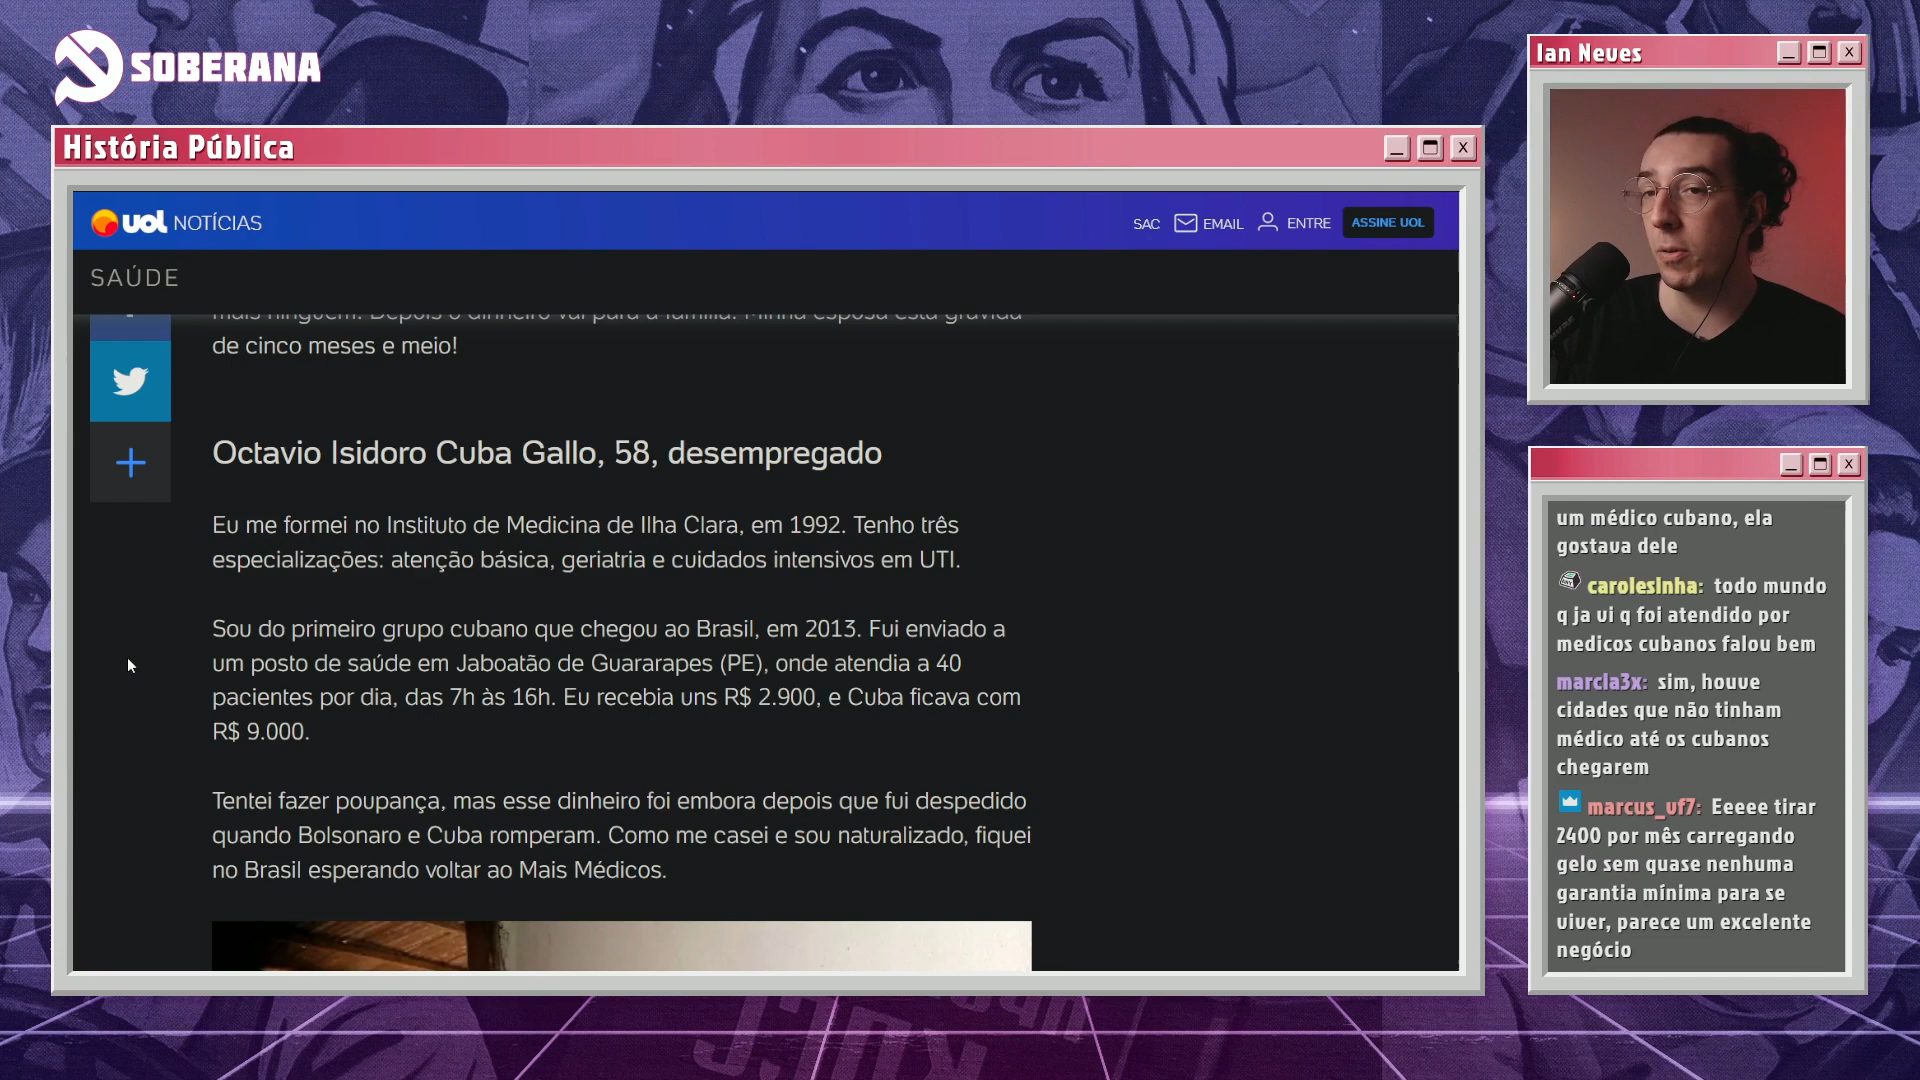 SOBERANA
História Pública
uol NOTÍCIAS
SAC EMAIL ENTRE ASSINE UOL
SAÚDE
mais ninguém. Depois o dinheiro vai para a família. Minha esposa está grávida
de cinco meses e meio!
Octavio Isidoro Cuba Gallo, 58, desempregado
Eu me formei no Instituto de Medicina de Ilha Clara, em 1992. Tenho três
especializações: atenção básica, geriatria e cuidados intensivos em UTI.
Sou do primeiro grupo cubano que chegou ao Brasil, em 2013. Fui enviado a
um posto de saúde em Jaboatão de Guararapes (PE), onde atendia a 40
pacientes por dia, das 7h às 16h. Eu recebia uns R$ 2.900, e Cuba ficava com
R$ 9.000.
Tentei fazer poupança, mas esse dinheiro foi embora depois que fui despedido
quando Bolsonaro e Cuba romperam. Como me casei e sou naturalizado, fiquei
no Brasil esperando voltar ao Mais Médicos.
Ian Neves
um médico cubano, ela
gostava dele
carolesinha: todo mundo
q ja vi q foi atendido por
medicos cubanos falou bem
marcia3x: sim, houve
cidades que não tinham
médico até os cubanos
chegarem
marcus_vf7: Eeeee tirar
2400 por mês carregando
gelo sem quase nenhuma
garantia mínima para se
viver, parece um excelente
negócio